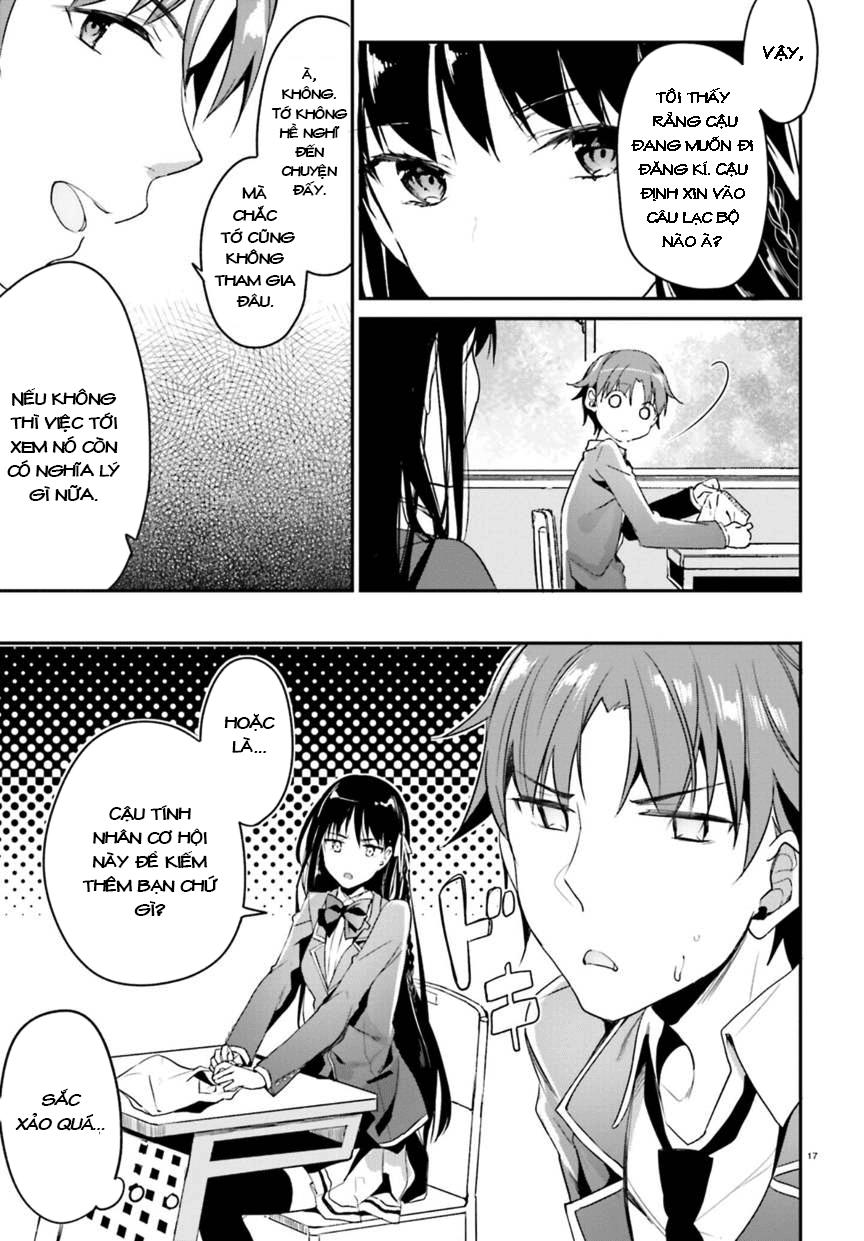 VẬY,
TÔI THẤY
RẰNG CẬU
ĐANG MUỐN ĐI
ĐĂNG KÍ. CẬU
ĐỊNH XIN VÀO
CÂU LẠC BỘ
NÀO À?
À,
KHÔNG.
TỚ KHÔNG
HỀ NGHĨ
ĐẾN
CHUYỆN
ĐẤY.
MÀ
CHẮC
TỚ CŨNG
KHÔNG
THAM GIA
ĐÂU.
NẾU KHÔNG
THÌ VIỆC TỚI
XEM NÓ CÒN
CÓ NGHĨA LÝ
GÌ NỮA.
HOẶC
LÀ...
CẬU TÍNH
NHÂN CƠ HỘI
NÀY ĐỂ KIẾM
THÊM BẠN CHỨ
GÌ?
ドキ
SẮC
XẢO QUÁ...
17